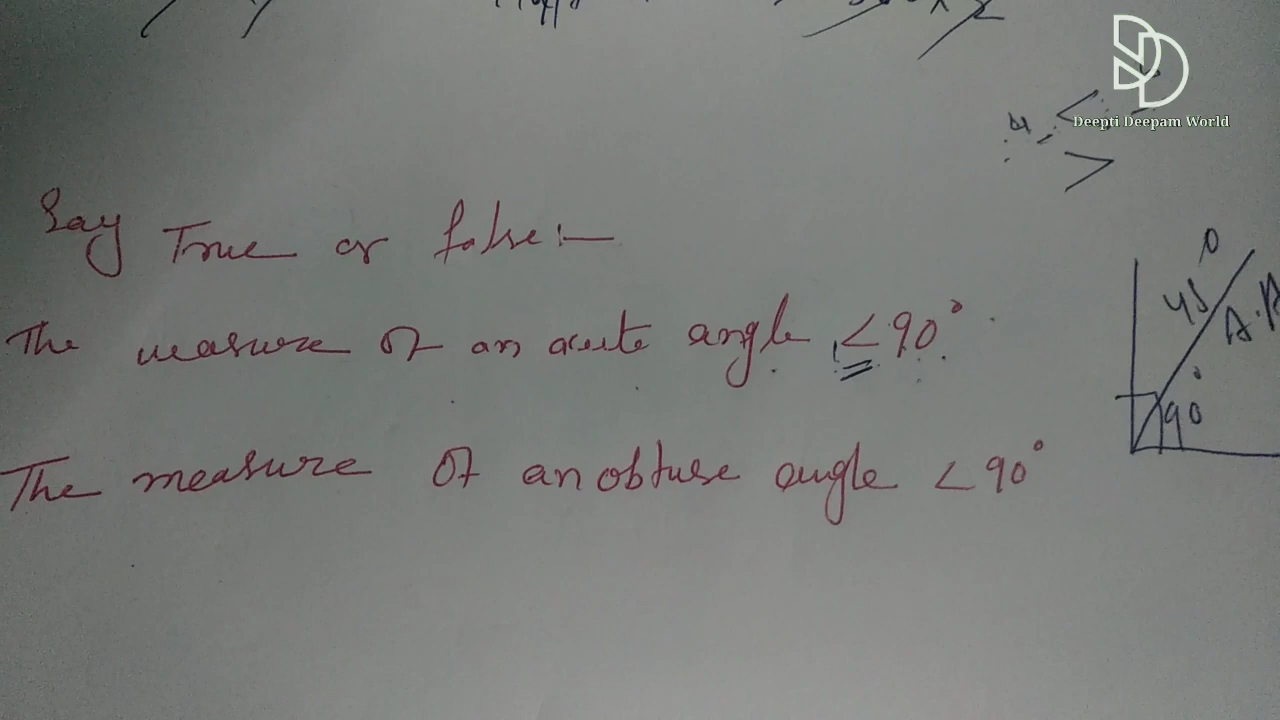 Deepti Deepam World
Say True or false:—
The measure of an acute angle < 90°
The measure of an obtuse angle < 90°
45°
90°